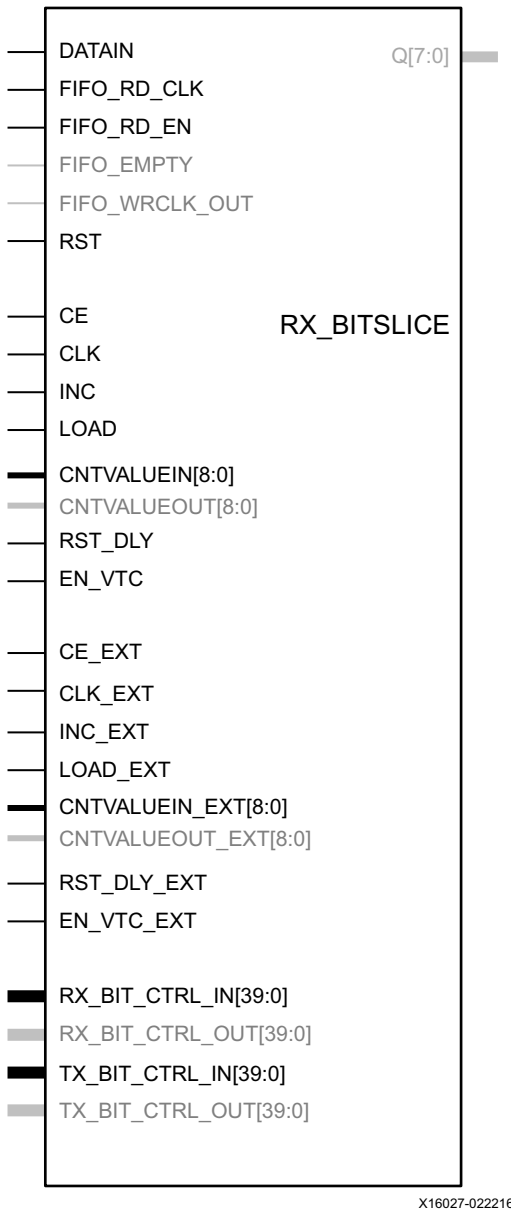 DATAIN
Q[7:0]
FIFO_RD_CLK
FIFO_RD_EN
FIFO_EMPTY
FIFO_WRCLK_OUT
RST
CE
RX_BITSLICE
CLK
INC
LOAD
CNTVALUEIN[8:0]
CNTVALUEOUT[8:0]
RST_DLY
EN_VTC
CE_EXT
CLK_EXT
INC_EXT
LOAD_EXT
CNTVALUEIN_EXT[8:0]
CNTVALUEOUT_EXT[8:0]
RST_DLY_EXT
EN_VTC_EXT
RX_BIT_CTRL_IN[39:0]
RX_BIT_CTRL_OUT[39:0]
TX_BIT_CTRL_IN[39:0]
TX_BIT_CTRL_OUT[39:0]
X16027-022216